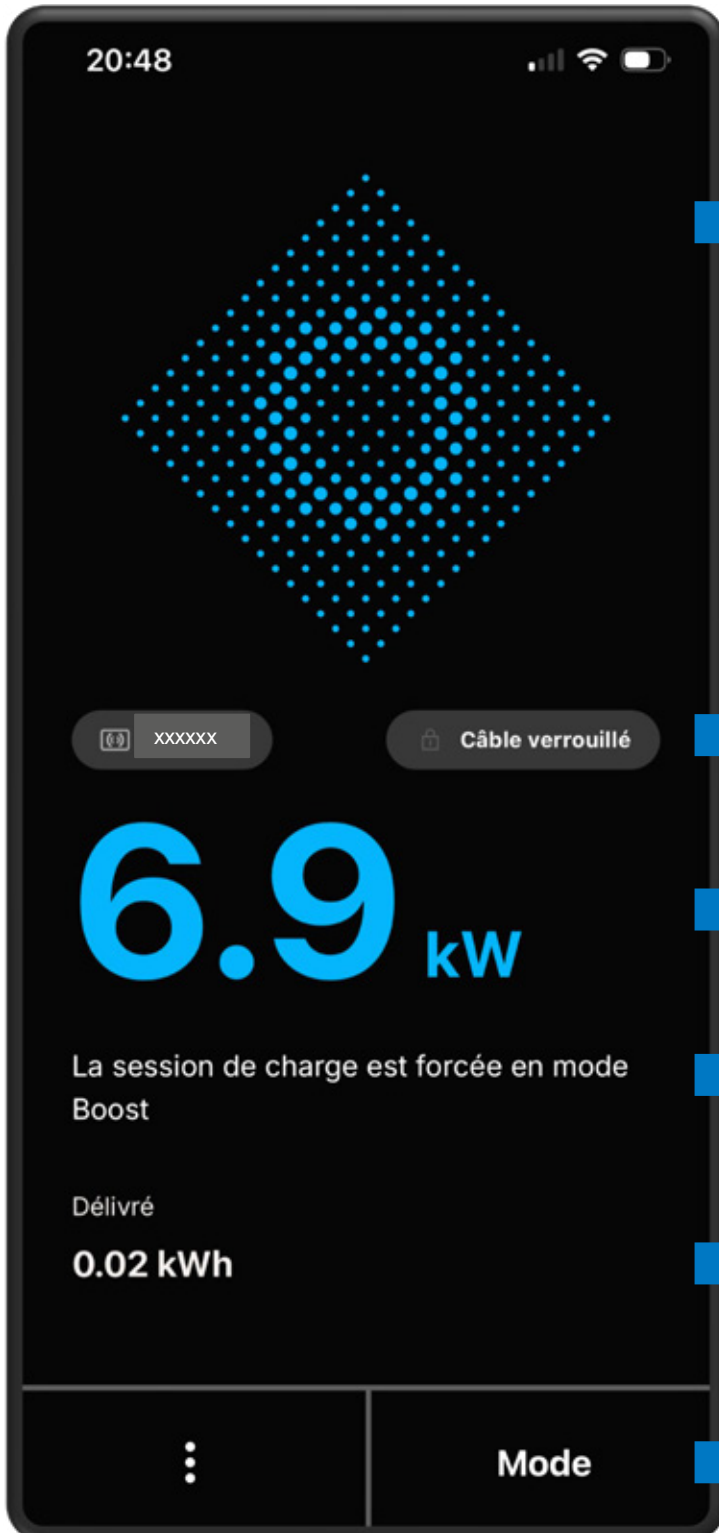 20:48
xxxxxx
Câble verrouillé
6.9 kW
La session de charge est forcée en mode
Boost
Délivré
0.02 kWh
Mode